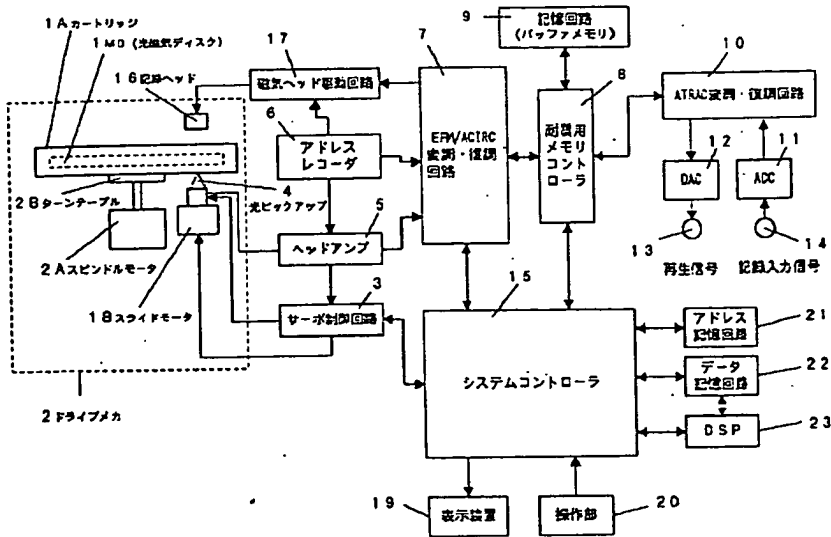 1Aカートリッジ
1MD (光磁気ディスク)
16記録ヘッド
17
磁気ヘッド駆動回路
6
アドレス
レコーダ
2Bターンテーブル
4
光ピックアップ
5
ヘッドアンプ
2Aスピンドルモータ
18スライドモータ
3
サーボ制御回路
2ドライブメカ
7
EFM/ACIRC
変調・復調
回路
9
記憶回路
(バッファメモリ)
8
耐震用
メモリ
コント
ローラ
10
ATRAC変調・復調回路
12
DAC
11
ADC
13
再生信号
14
記録入力信号
15
システムコントローラ
アドレス
記憶回路
21
データ
記憶回路
22
DSP
23
19
表示装置
操作部
20